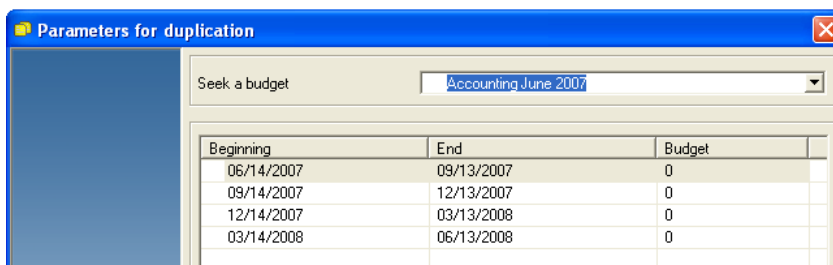 Parameters for duplication
Seek a budget Accounting June 2007
Beginning End Budget
06/14/2007 09/13/2007 0
09/14/2007 12/13/2007 0
12/14/2007 03/13/2008 0
03/14/2008 06/13/2008 0